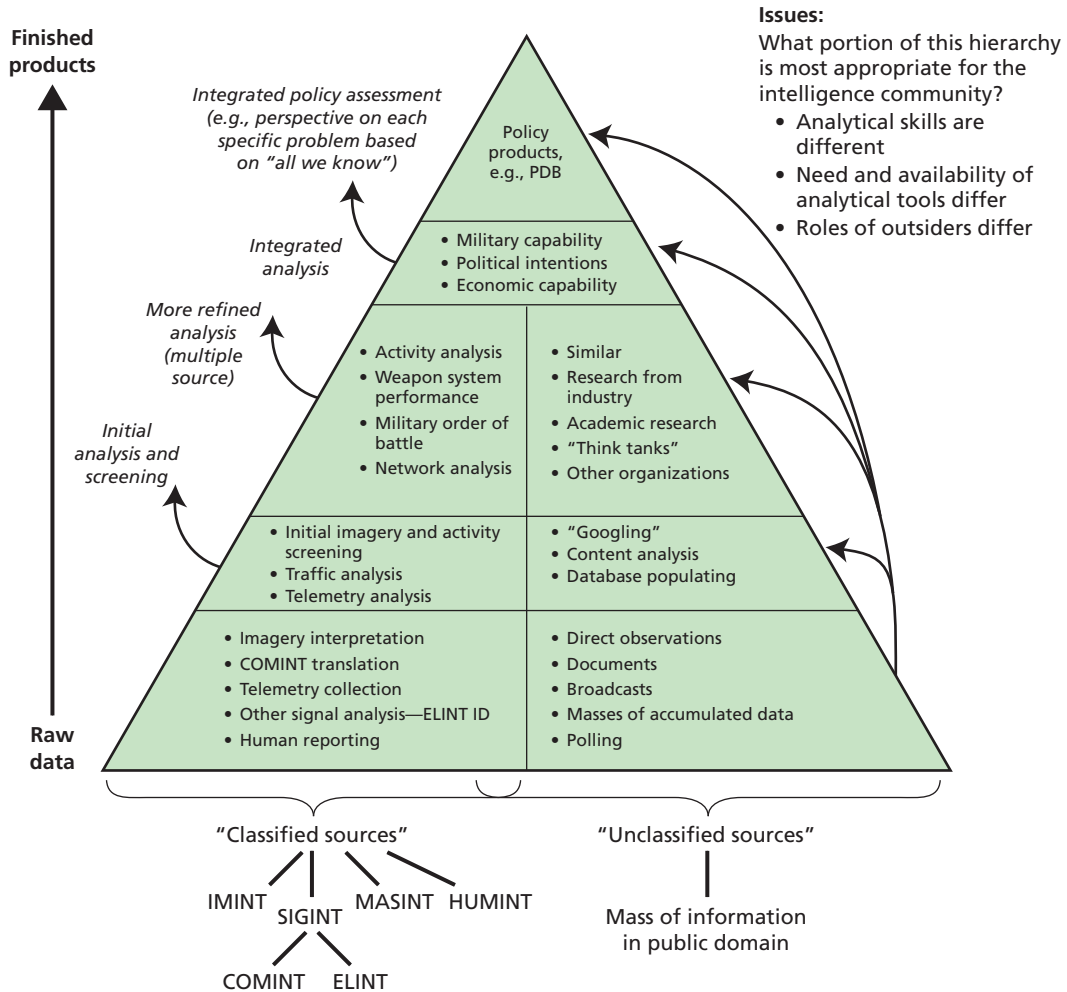 Finished
products
Raw
data
Integrated policy assessment
(e.g., perspective on each
specific problem based
on “all we know”)
Integrated
analysis
More refined
analysis
(multiple
source)
Initial
analysis and
screening
Issues:
What portion of this hierarchy
is most appropriate for the
intelligence community?
• Analytical skills are
different
• Need and availability of
analytical tools differ
• Roles of outsiders differ
Policy
products,
e.g., PDB
• Military capability
• Political intentions
• Economic capability
• Activity analysis
• Weapon system
performance
• Military order of
battle
• Network analysis
• Similar
• Research from
industry
• Academic research
• “Think tanks”
• Other organizations
• Initial imagery and activity
screening
• Traffic analysis
• Telemetry analysis
• “Googling”
• Content analysis
• Database populating
• Imagery interpretation
• COMINT translation
• Telemetry collection
• Other signal analysis—ELINT ID
• Human reporting
• Direct observations
• Documents
• Broadcasts
• Masses of accumulated data
• Polling
“Classified sources”
IMINT
SIGINT
MASINT
HUMINT
COMINT
ELINT
“Unclassified sources”
Mass of information
in public domain